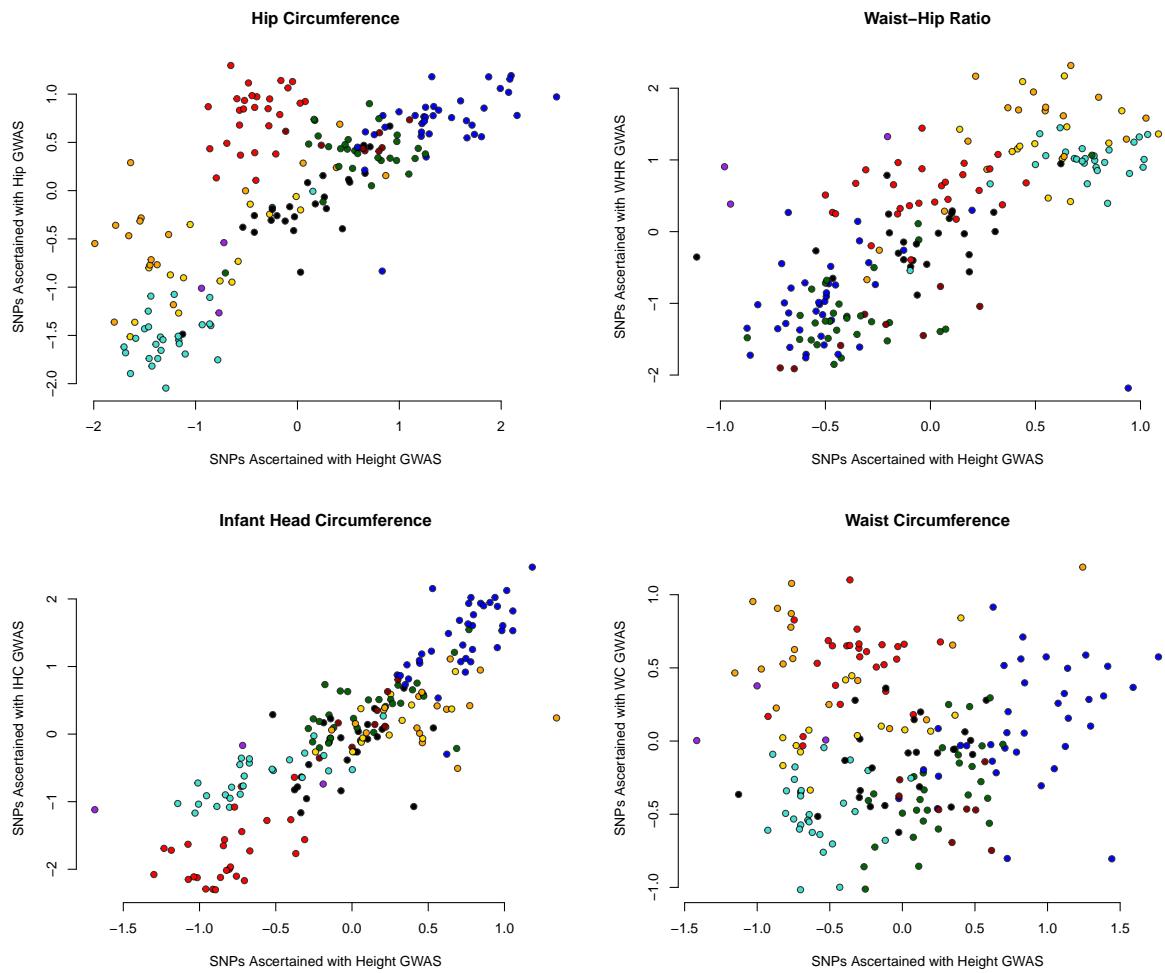 Hip Circumference
SNPs Ascertained with Hip GWAS
1.0
0.5
0.0
−0.5
−1.0
−1.5
−2.0
−2 −1 0 1 2
SNPs Ascertained with Height GWAS
Waist−Hip Ratio
SNPs Ascertained with WHR GWAS
2
1
0
−1
−2
−1.0 −0.5 0.0 0.5 1.0
SNPs Ascertained with Height GWAS
Infant Head Circumference
SNPs Ascertained with IHC GWAS
2
1
0
−1
−2
−1.5 −1.0 −0.5 0.0 0.5 1.0
SNPs Ascertained with Height GWAS
Waist Circumference
SNPs Ascertained with WC GWAS
1.0
0.5
0.0
−0.5
−1.0
−1.5 −1.0 −0.5 0.0 0.5 1.0 1.5
SNPs Ascertained with Height GWAS